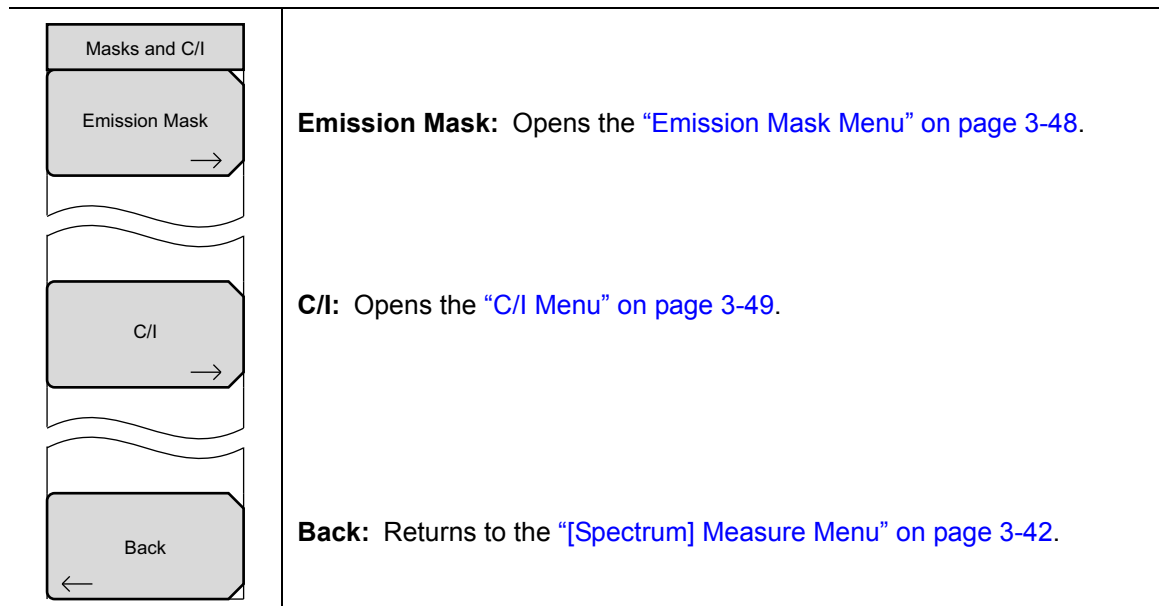 Masks and C/I
Emission Mask
Emission Mask: Opens the “Emission Mask Menu” on page 3-48.
C/I
C/I: Opens the “C/I Menu” on page 3-49.
Back
Back: Returns to the “[Spectrum] Measure Menu” on page 3-42.